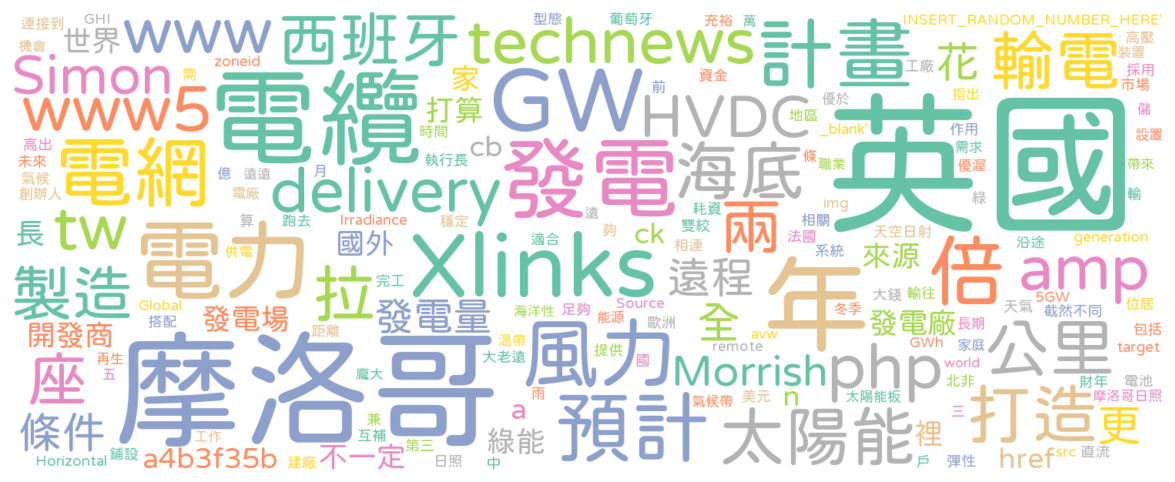 連接到 GHI 世界 www 西班牙 型態 葡萄牙 充裕 萬 INSERT_RANDOM_NUMBER_HERE'
機會 zoneid technews 計畫 工廠 花 輸電 高壓 裝置
Simon 需 家 GW 前 資金 指出 採用 市場
www5 電纜 打算 HVDC 地區 優於 _blank' 作用 儲
高出 未來 電網 時間 cb 發電 海底 條 職業 英國 需求 優渥 設置 帶來
氣候 創辦人 億 遠遠 月 執行長 綠 輸
電廠 delivery 耗資 雙絞 img
長 tw 算 跑去 Irradiance 穩定 遠 夠 ck 兩 相關 天空日射 沿途 generation
電力 供電 國外 適合 相連 法國 系統 來源 倍 amp
製造 Global 拉 完工 Xlinks 遠程 年 大錢 輸往 天氣 5GW 位居
搭配 發電場 發電量 海洋性 足夠 Source 全 冬季 發電廠 長期 截然不同
開發商 距離 溫帶 風力 能源 歐洲 avw GWh 公里 包括
座 再生 五 摩洛哥 大老遠 提供 國 remote 家庭 world target
龐大 Morrish php 北非 財年 電池
條件 兼 雨 氣候帶 美元 n 太陽能板 三 打造 摩洛哥日照
互補 a 預計 太陽能 裡 更
Horizontal 鋪設 工作 a4b3f35b 建廠 不一定 第三 日照 綠能 中 戶 彈性 href src 直流